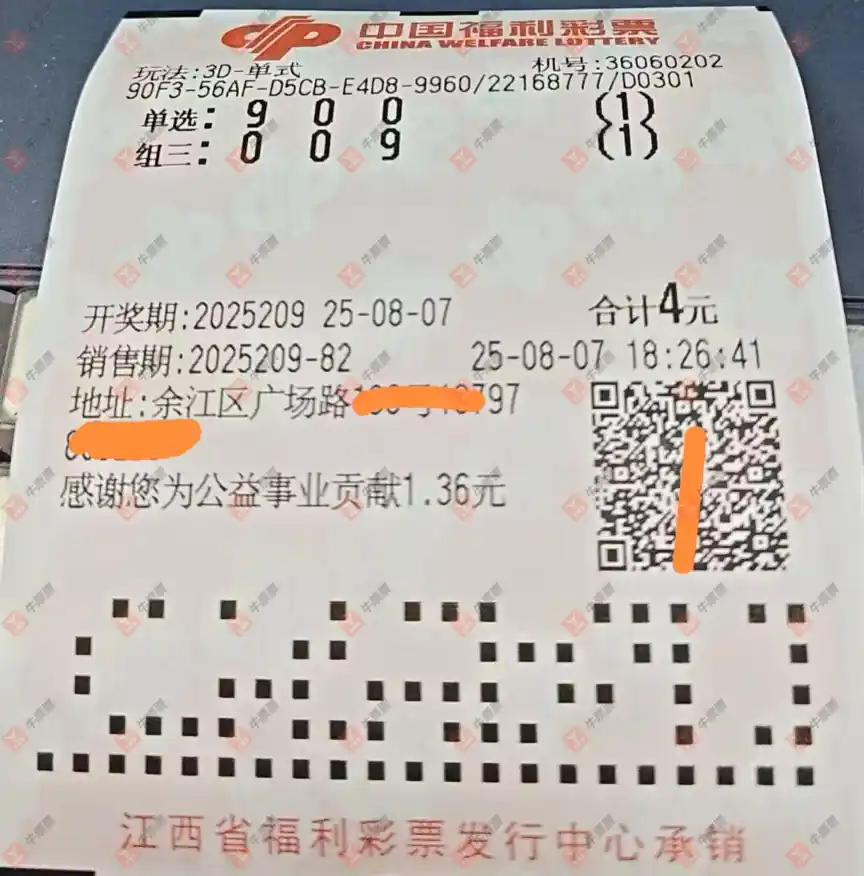 中国福利彩票
CHINA WELFARE LOTTERY
玩法:3D-单式 机号:36060202
90F3-56AF-D5CB-E4D8-9960/22168777/D0301
单选: 9 0 0 (1)
组三: 0 0 9 (1)
开奖期:2025209 25-08-07 合计4元
销售期:2025209-82 25-08-07 18:26:41
地址:余江区广场路 797
感谢您为公益事业贡献1.36元
江西省福利彩票发行中心承销